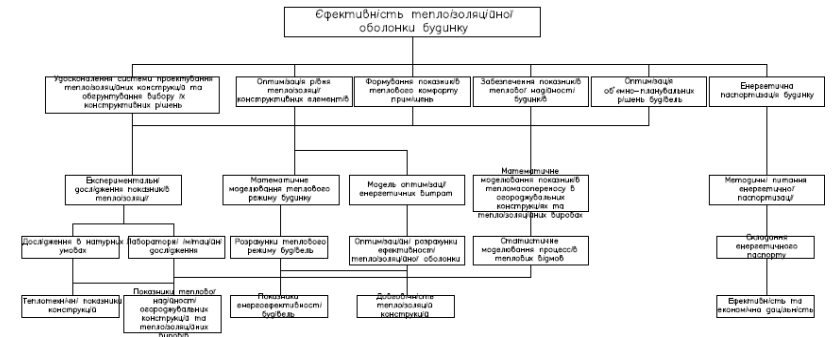 Єфективність теплоізоляційної
оболонки будинку
Удосконалення системи проектування
теплоізоляційних конструкцій та
обгрунтування вибору їх
конструктивних рішень
Оптимізація рівня
теплоізоляції
конструктивних елементів
Формування показників
теплового комфорту
приміщень
Забезпечення показників
теплової надійності
будинків
Оптимізація
об'ємно-планувальних
рішень будівель
Енергетична
паспортизація будинку
Експериментальні
дослідження показників
теплоізоляції
Математичне
моделювання теплового
режиму будинку
Модель оптимізації
енергетичних витрат
Математичне
моделювання показників
тепломасопереносу в
огороджувальних
конструкціях та
теплоізоляційних виробах
Методичні питання
енергетичної
паспортизації
Дослідження в натурних
умовах
Лабораторні імітаційні
дослідження
Розрахунки теплового
режиму будівель
Оптимізаційні розрахунки
ефективності
теплоізоляційної оболонки
Статистичне
моделювання процесів
теплових відмов
Складання
енергетичного
паспорту
Теплотехнічні показники
конструкцій
Показники теплової
надійності
огороджувальних
конструкцій та
теплоізоляційних
виробів
Показники
енергоефективності
будівель
Довговічність
теплоізоляції
конструкцій
Ефективність та
економічна доцільність